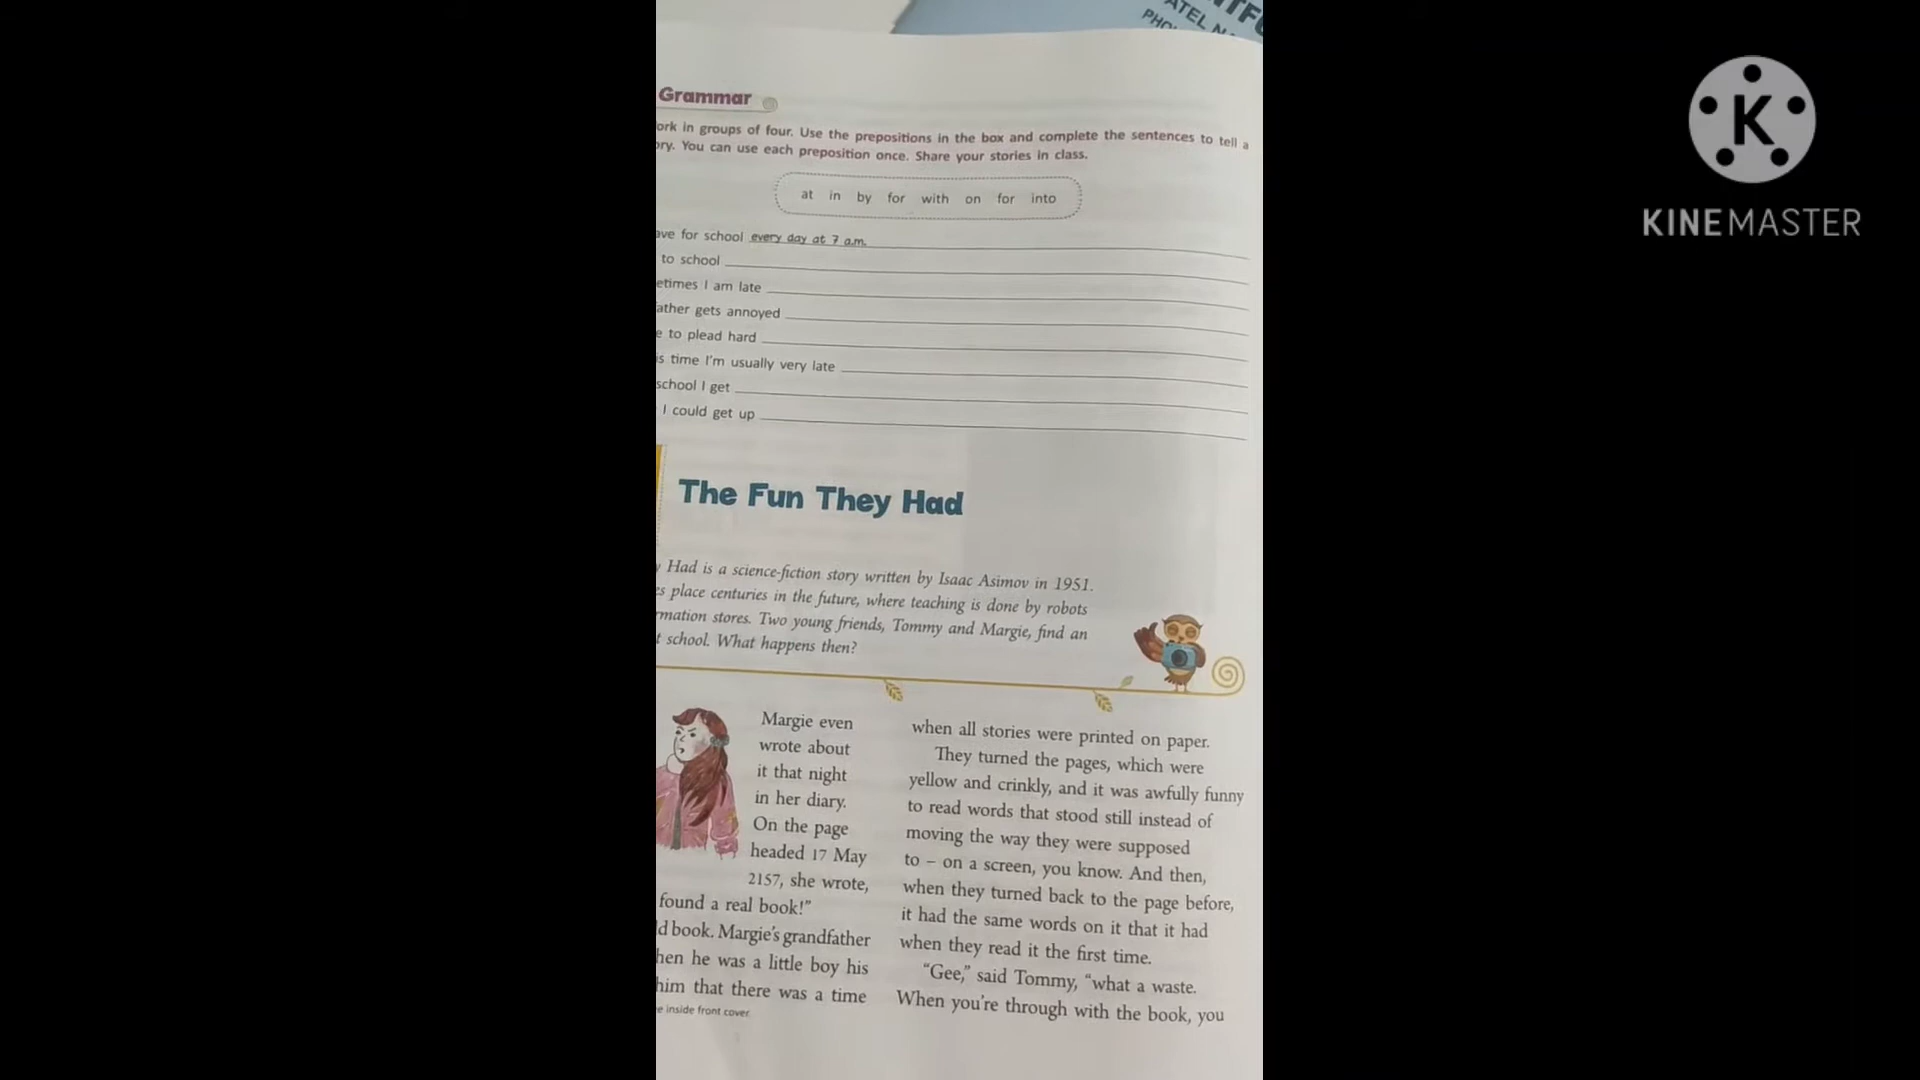 ATEL N
Grammar
ork in groups of four. Use the prepositions in the box and complete the sentences to tell a
ory. You can use each preposition once. Share your stories in class.
at in by for with on for into
ave for school every day at 7 a.m.
to school
etimes I am late
ather gets annoyed
e to plead hard
s time I'm usually very late
school I get
I could get up
The Fun They Had
y Had is a science-fiction story written by Isaac Asimov in 1951.
es place centuries in the future, where teaching is done by robots
rmation stores. Two young friends, Tommy and Margie, find an
t school. What happens then?
Margie even
wrote about
it that night
in her diary.
On the page
headed 17 May
2157, she wrote,
found a real book!"
ld book. Margie's grandfather
hen he was a little boy his
him that there was a time
e inside front cover
when all stories were printed on paper.
They turned the pages, which were
yellow and crinkly, and it was awfully funny
to read words that stood still instead of
moving the way they were supposed
to – on a screen, you know. And then,
when they turned back to the page before,
it had the same words on it that it had
when they read it the first time.
"Gee," said Tommy, "what a waste.
When you're through with the book, you
K
KINEMASTER